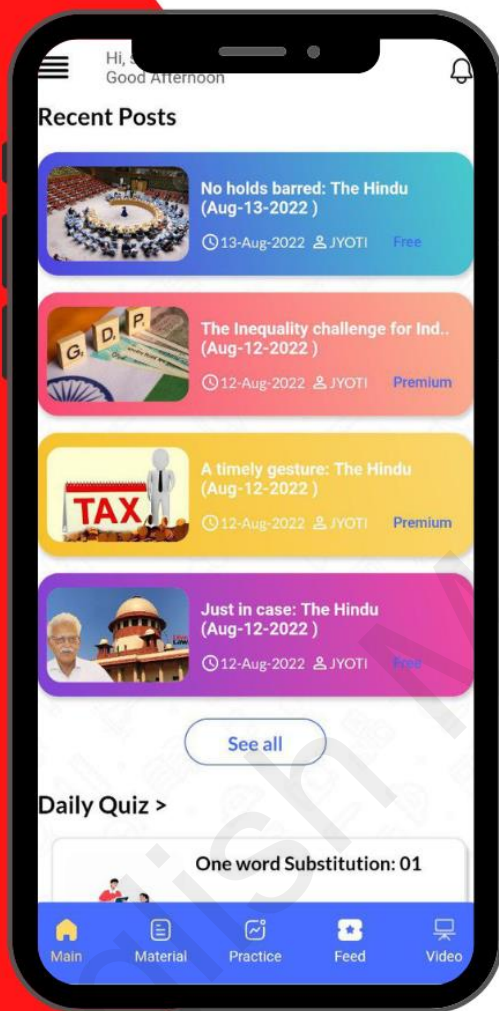 Hi,
Good Afternoon
Recent Posts
No holds barred: The Hindu
(Aug-13-2022 )
13-Aug-2022 JYOTI Free
G D P
The Inequality challenge for Ind..
(Aug-12-2022 )
12-Aug-2022 JYOTI Premium
TAX
A timely gesture: The Hindu
(Aug-12-2022 )
12-Aug-2022 JYOTI Premium
Just in case: The Hindu
(Aug-12-2022 )
12-Aug-2022 JYOTI Free
See all
Daily Quiz >
One word Substitution: 01
Main Material Practice Feed Video